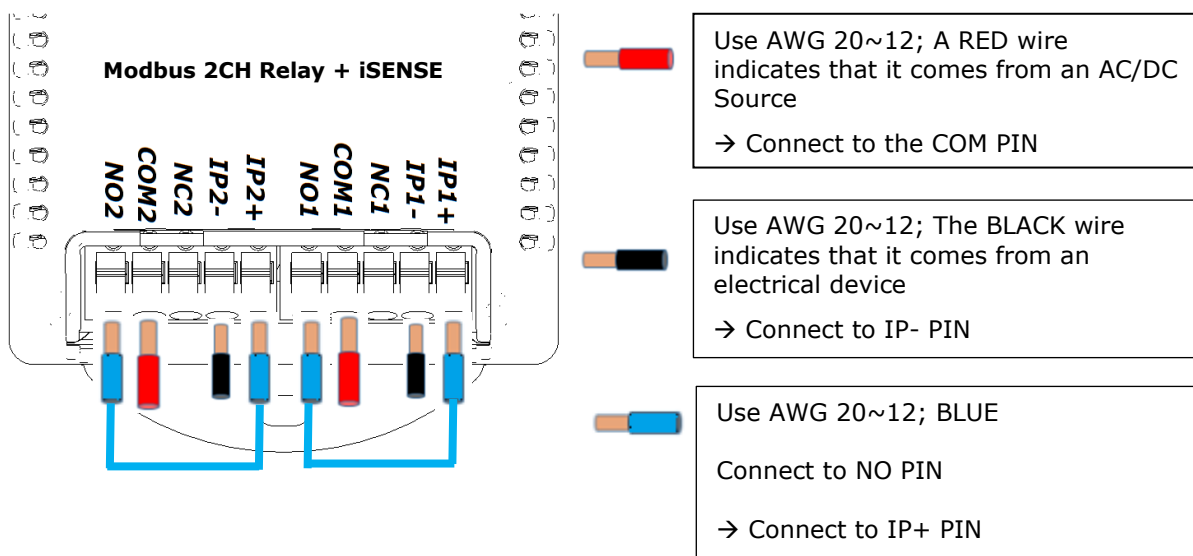 Modbus 2CH Relay + iSENSE
NO2
COM2
NC2
IP2-
IP2+
NO1
COM1
NC1
IP1-
IP1+
Use AWG 20~12; A RED wire
indicates that it comes from an AC/DC
Source
→ Connect to the COM PIN
Use AWG 20~12; The BLACK wire
indicates that it comes from an
electrical device
→ Connect to IP- PIN
Use AWG 20~12; BLUE
Connect to NO PIN
→ Connect to IP+ PIN